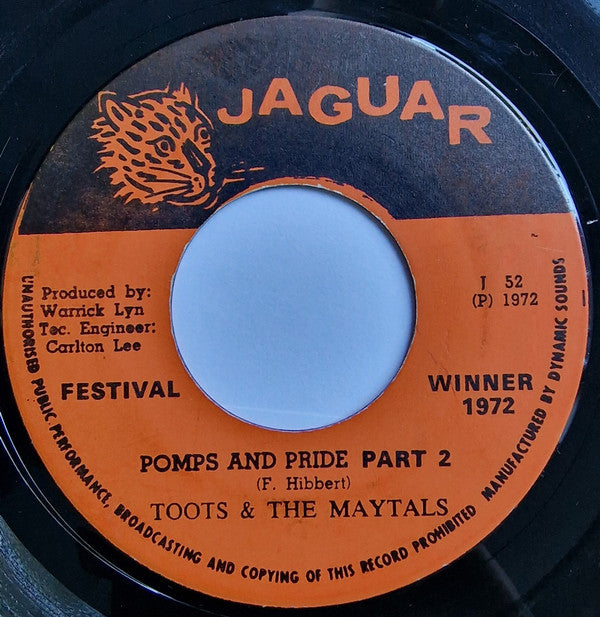 JAGUAR
Produced by:
Warrick Lyn
Tec. Engineer:
Carlton Lee
J 52
(P) 1972
FESTIVAL
WINNER
1972
POMPS AND PRIDE PART 2
(F. Hibbert)
TOOTS & THE MAYTALS
UNAUTHORISED PUBLIC PERFORMANCE, BROADCASTING AND COPYING OF THIS RECORD PROHIBITED MANUFACTURED BY DYNAMIC SOUNDS